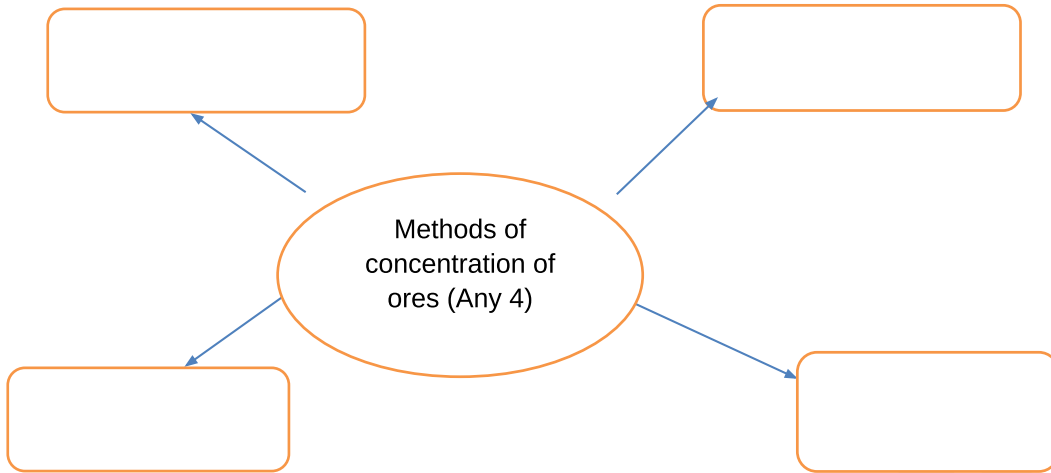 Methods of
concentration of
ores (Any 4)